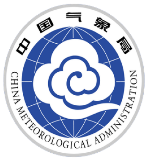 中国气象局
CHINA METEOROLOGICAL ADMINISTRATION